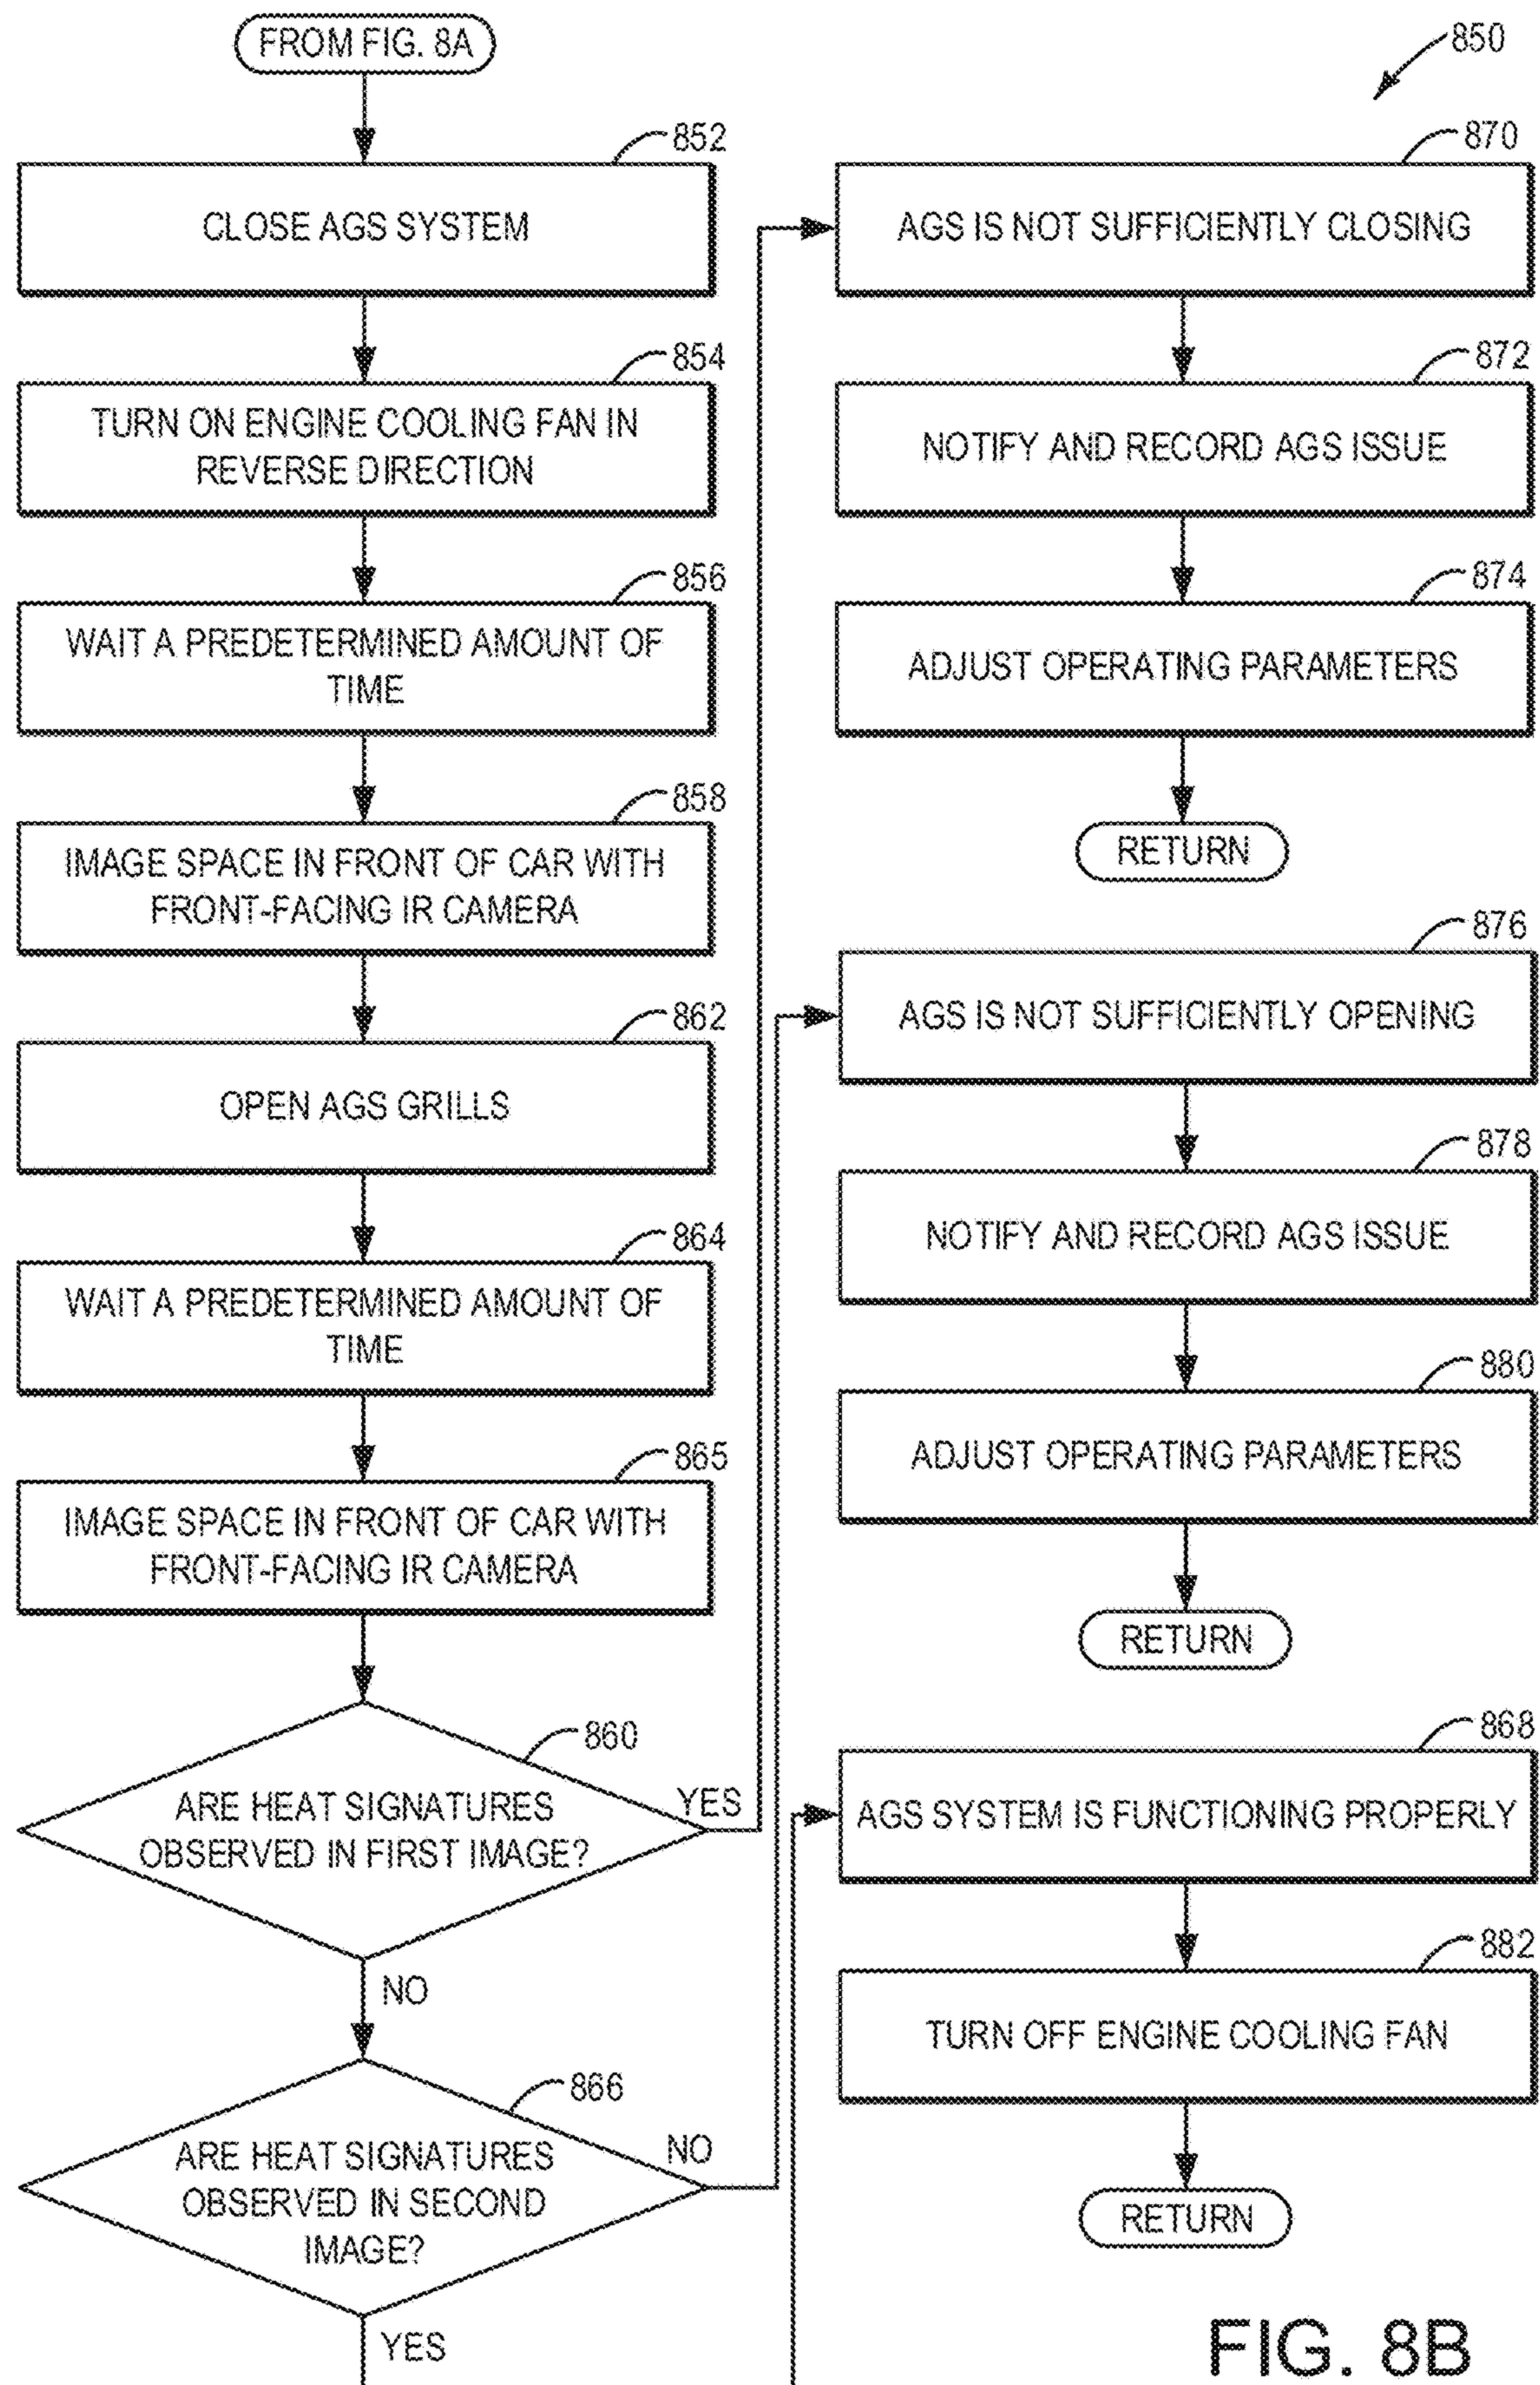 FROM FIG. 8A
850
852
CLOSE AGS SYSTEM
854
TURN ON ENGINE COOLING FAN IN
REVERSE DIRECTION
856
WAIT A PREDETERMINED AMOUNT OF
TIME
858
IMAGE SPACE IN FRONT OF CAR WITH
FRONT-FACING IR CAMERA
862
OPEN AGS GRILLS
864
WAIT A PREDETERMINED AMOUNT OF
TIME
865
IMAGE SPACE IN FRONT OF CAR WITH
FRONT-FACING IR CAMERA
860
ARE HEAT SIGNATURES
OBSERVED IN FIRST IMAGE?
YES
NO
866
ARE HEAT SIGNATURES
OBSERVED IN SECOND
IMAGE?
NO
YES
870
AGS IS NOT SUFFICIENTLY CLOSING
872
NOTIFY AND RECORD AGS ISSUE
874
ADJUST OPERATING PARAMETERS
RETURN
876
AGS IS NOT SUFFICIENTLY OPENING
878
NOTIFY AND RECORD AGS ISSUE
880
ADJUST OPERATING PARAMETERS
RETURN
868
AGS SYSTEM IS FUNCTIONING PROPERLY
882
TURN OFF ENGINE COOLING FAN
RETURN
FIG. 8B